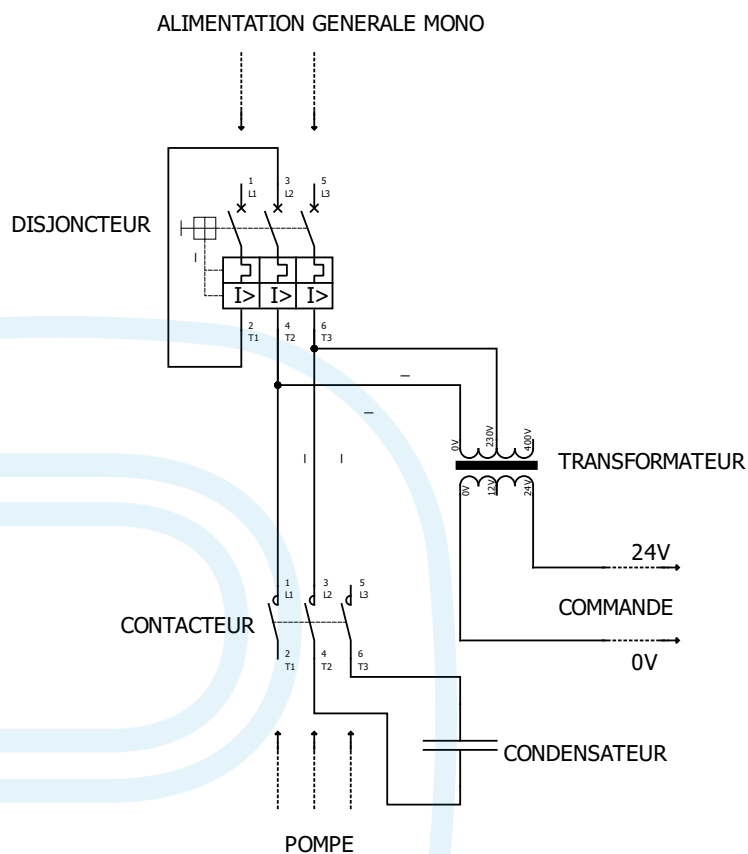 ALIMENTATION GENERALE MONO
1 3 5
L1 L2 L3
DISJONCTEUR
I> I> I>
2 4 6
T1 T2 T3
0V 230V 400V
TRANSFORMATEUR
0V 12V 24V
24V
1 3 5
L1 L2 L3
COMMANDE
CONTACTEUR
2 4 6
T1 T2 T3
0V
CONDENSATEUR
POMPE